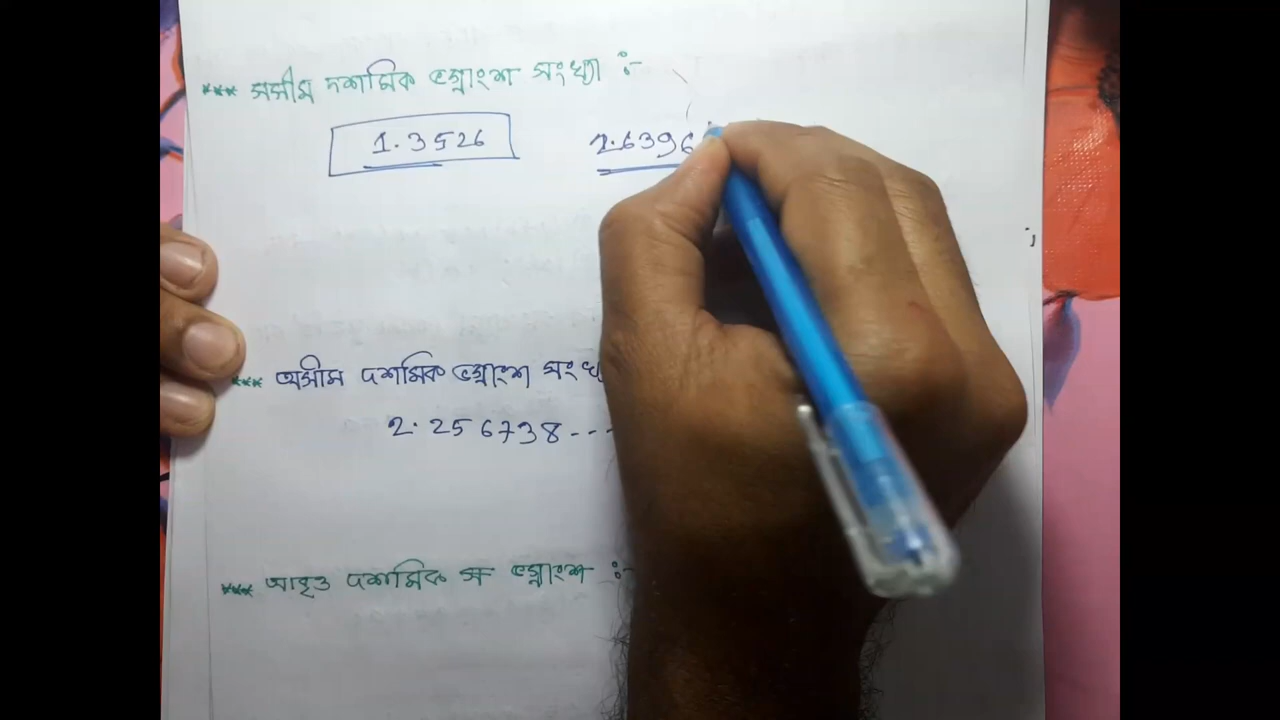 *** সসীম দশমিক ভগ্নাংশ সংখ্যা :-
1.3526 2.6396
*** অসীম দশমিক ভগ্নাংশ সংখ্যা
2.256738---
*** আবৃত দশমিক স ভগ্নাংশ :-